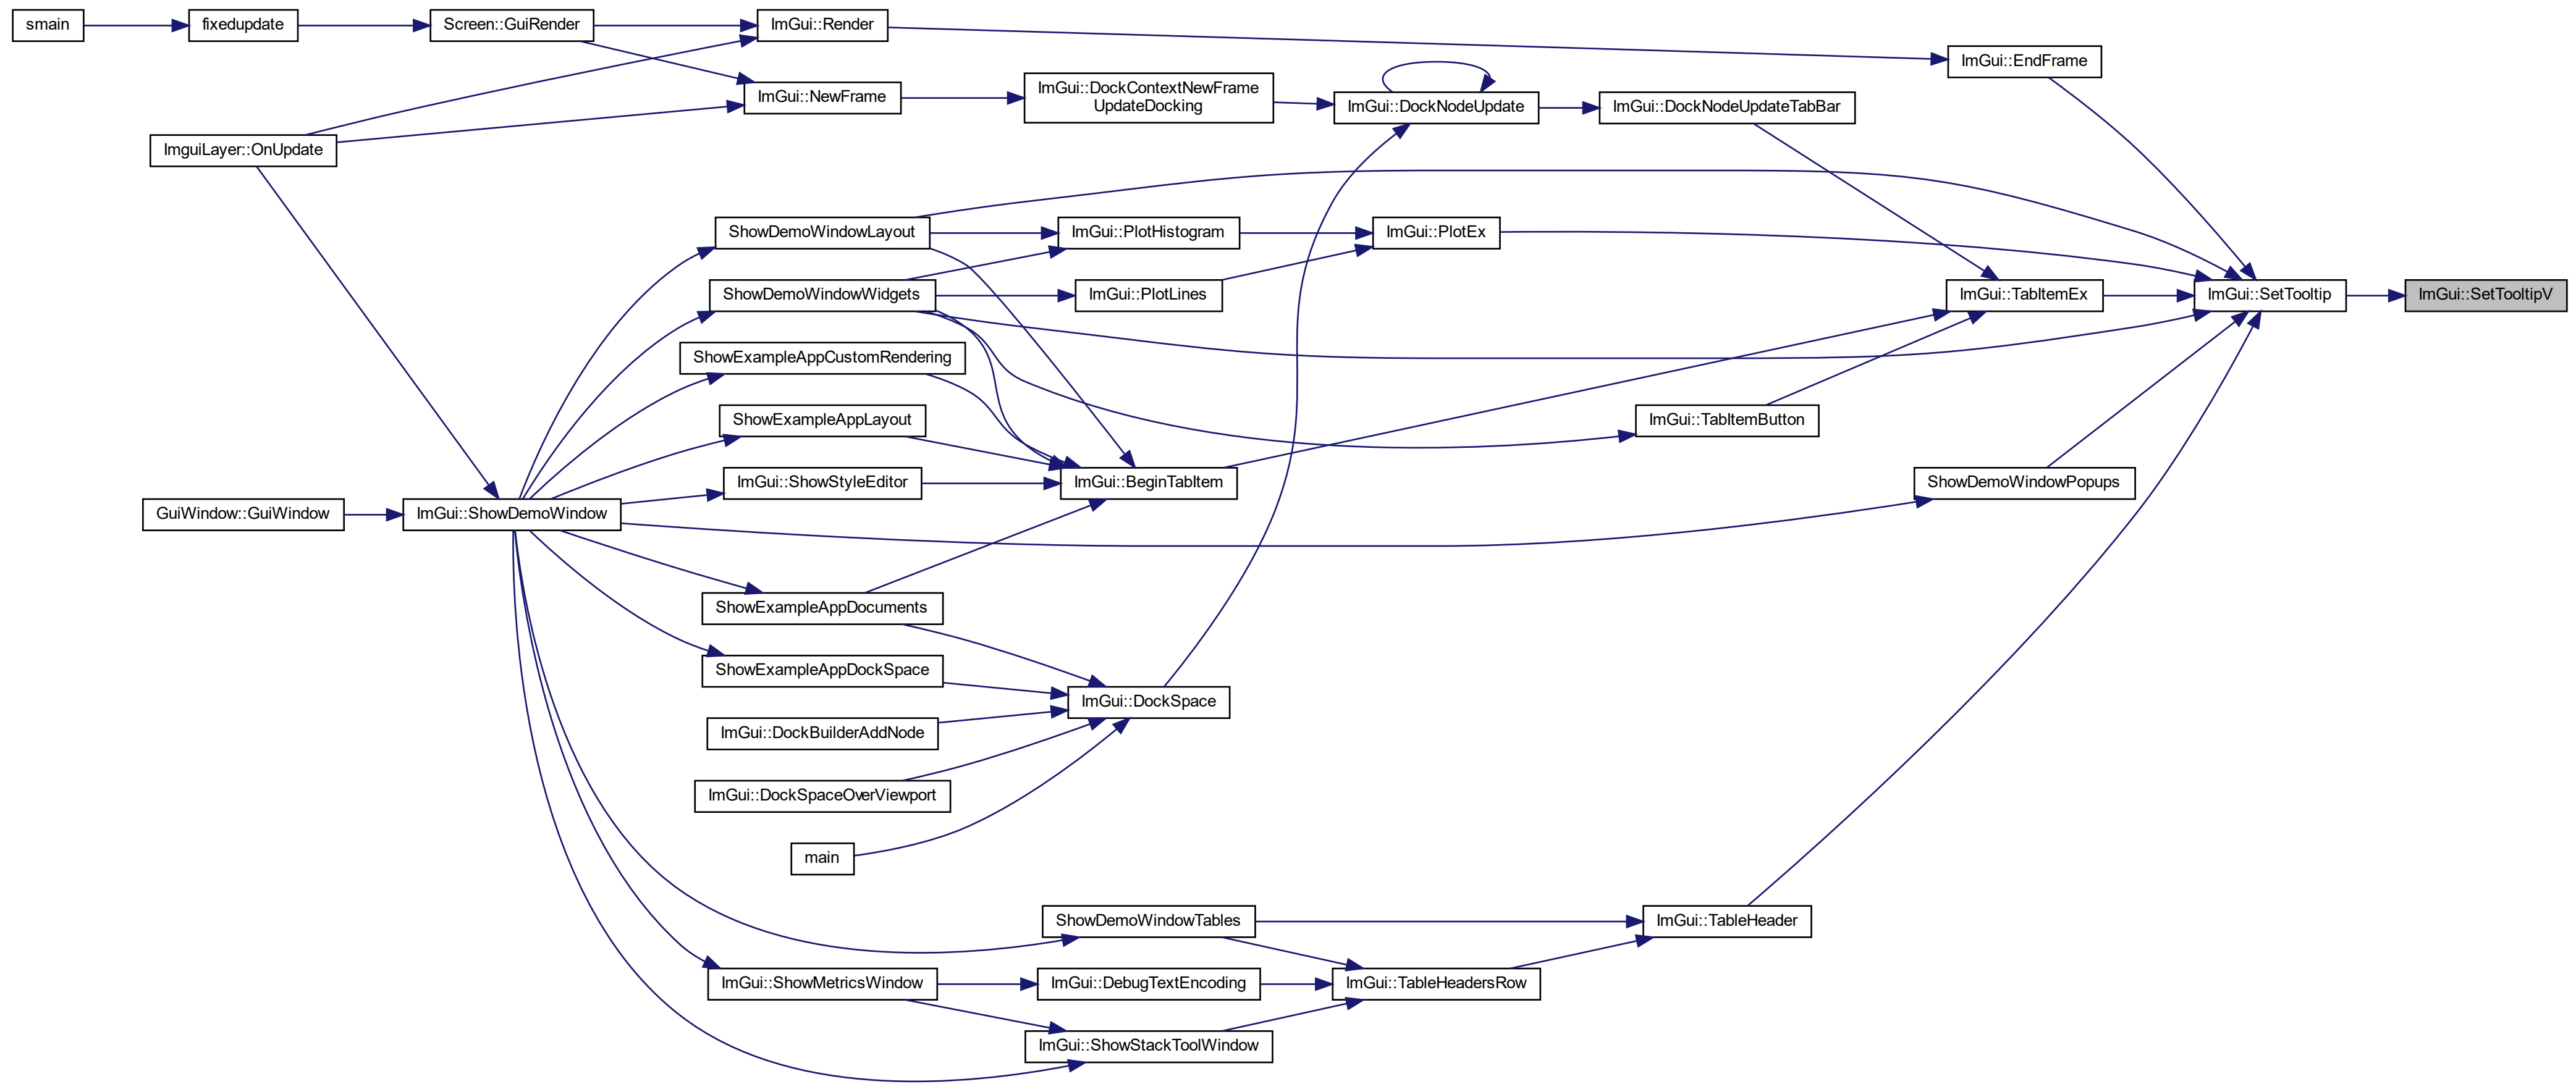 smain
fixedupdate
Screen::GuiRender
ImGui::Render
ImGui::EndFrame
ImGui::NewFrame
ImGui::DockContextNewFrame
UpdateDocking
ImGui::DockNodeUpdate
ImGui::DockNodeUpdateTabBar
ImguiLayer::OnUpdate
ShowDemoWindowLayout
ImGui::PlotHistogram
ImGui::PlotEx
ShowDemoWindowWidgets
ImGui::PlotLines
ImGui::TabItemEx
ImGui::SetTooltip
ImGui::SetTooltipV
ShowExampleAppCustomRendering
ShowExampleAppLayout
ImGui::TabItemButton
ImGui::ShowStyleEditor
ImGui::BeginTabItem
ShowDemoWindowPopups
GuiWindow::GuiWindow
ImGui::ShowDemoWindow
ShowExampleAppDocuments
ShowExampleAppDockSpace
ImGui::DockSpace
ImGui::DockBuilderAddNode
ImGui::DockSpaceOverViewport
main
ShowDemoWindowTables
ImGui::TableHeader
ImGui::ShowMetricsWindow
ImGui::DebugTextEncoding
ImGui::TableHeadersRow
ImGui::ShowStackToolWindow